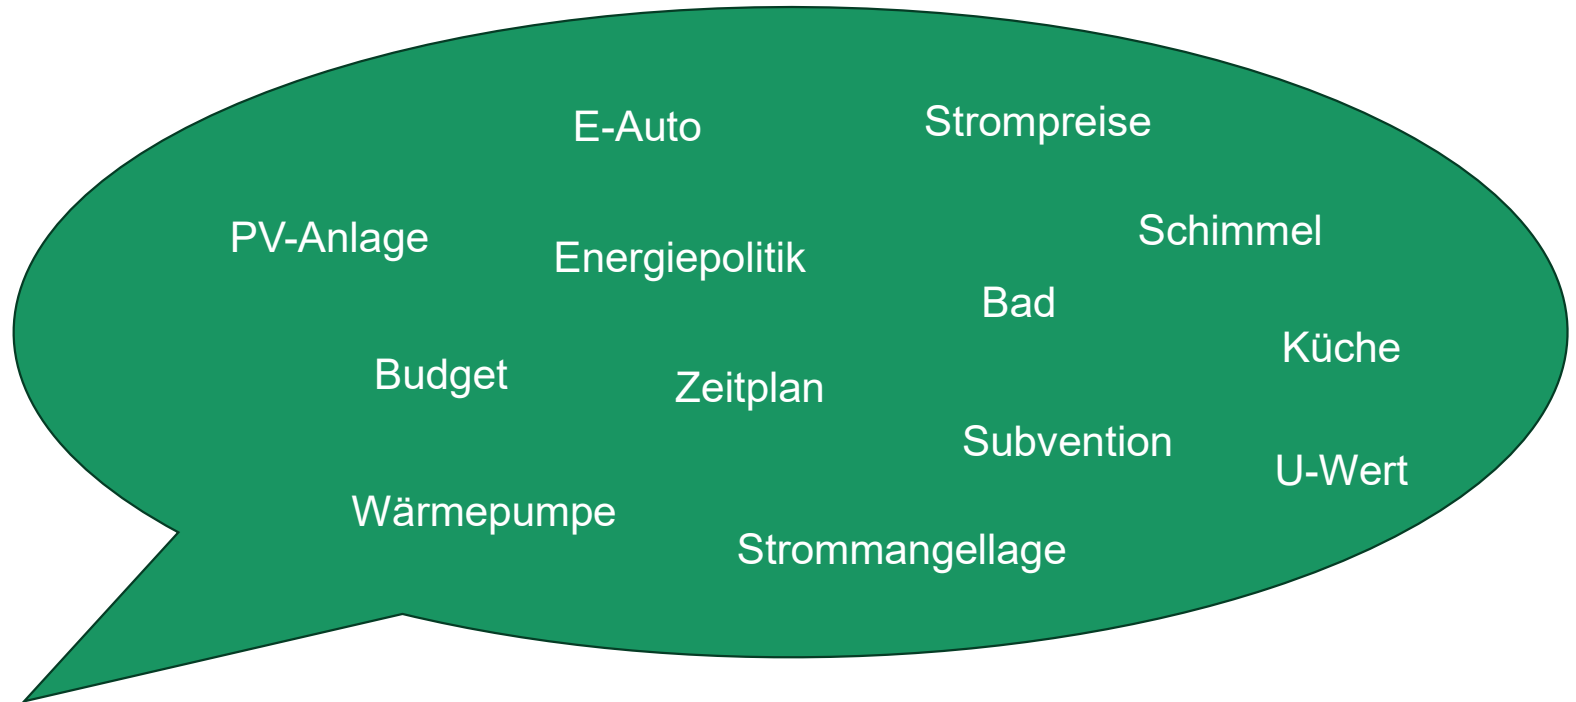 E-Auto
Strompreise
PV-Anlage
Energiepolitik
Schimmel
Bad
Küche
Budget
Zeitplan
Subvention
U-Wert
Wärmepumpe
Strommangellage